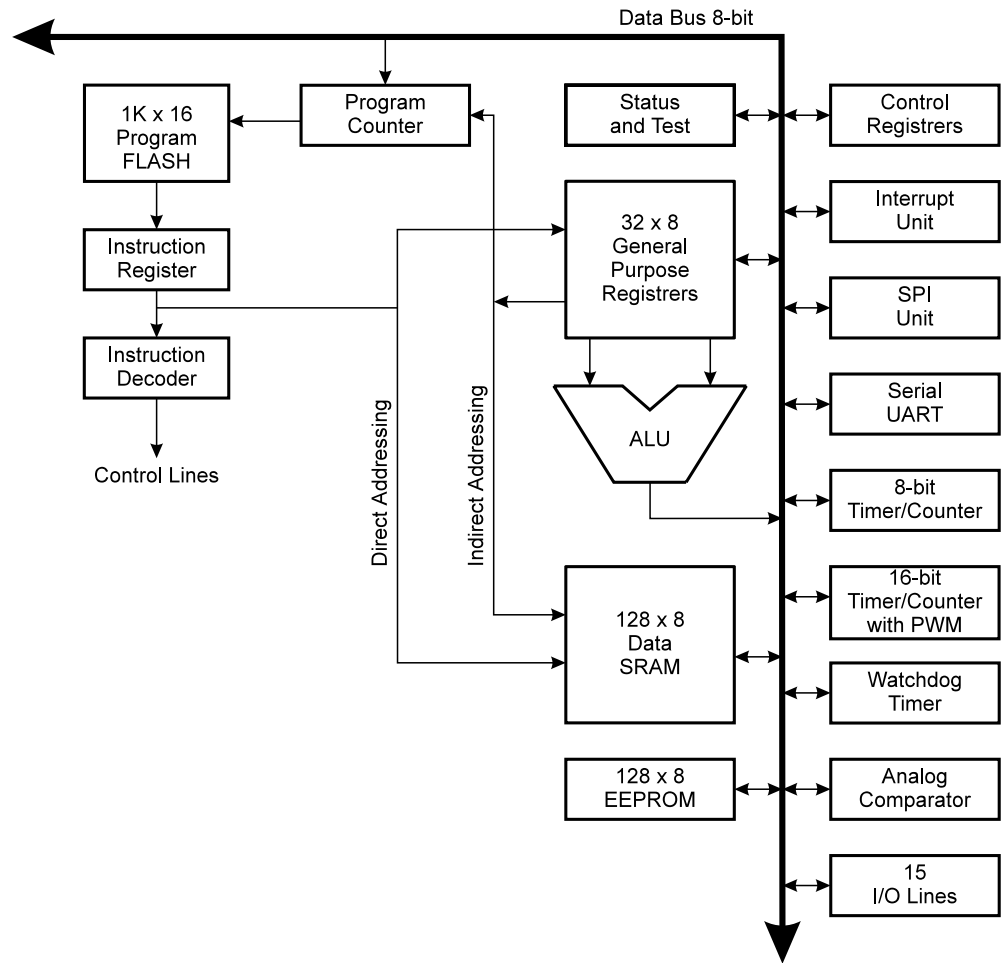 Data Bus 8-bit
1K x 16
Program
FLASH
Program
Counter
Status
and Test
Control
Registrers
Instruction
Register
32 x 8
General
Purpose
Registrers
Interrupt
Unit
SPI
Unit
Instruction
Decoder
Control Lines
Direct Addressing
Indirect Addressing
ALU
Serial
UART
8-bit
Timer/Counter
128 x 8
Data
SRAM
16-bit
Timer/Counter
with PWM
Watchdog
Timer
128 x 8
EEPROM
Analog
Comparator
15
I/O Lines